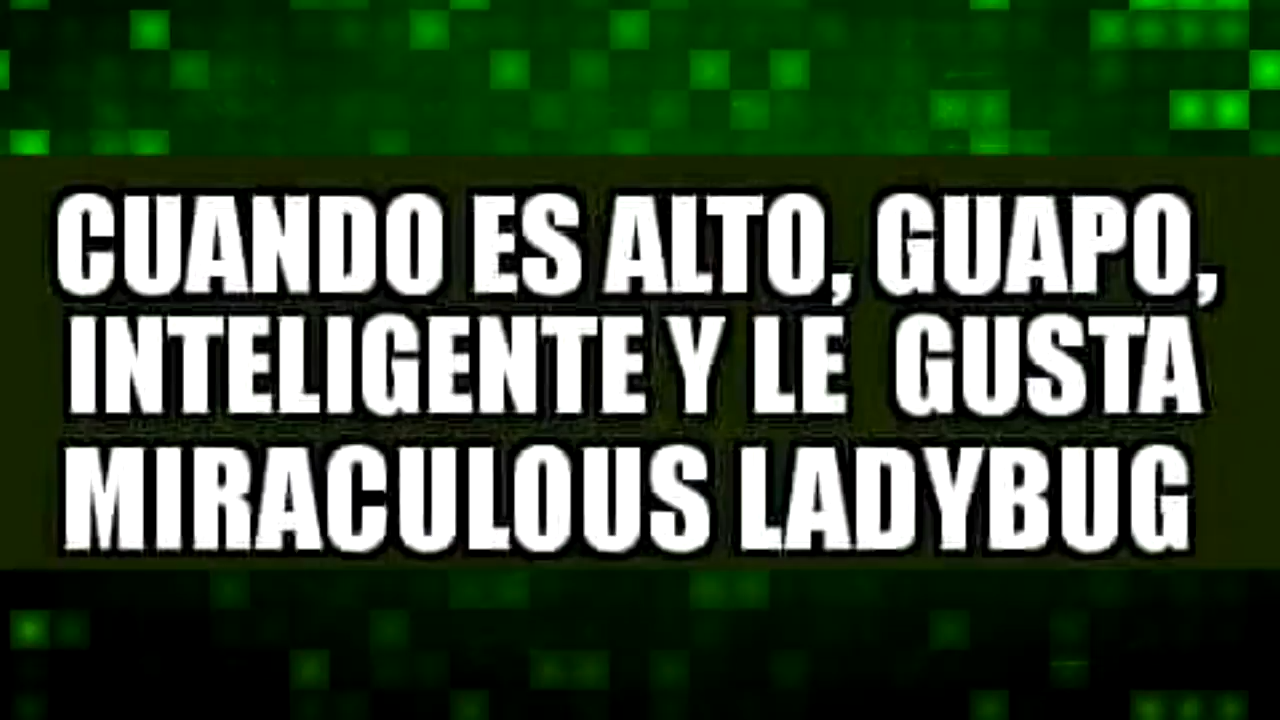 CUANDO ES ALTO, GUAPO,
INTELIGENTE Y LE GUSTA
MIRACULOUS LADYBUG